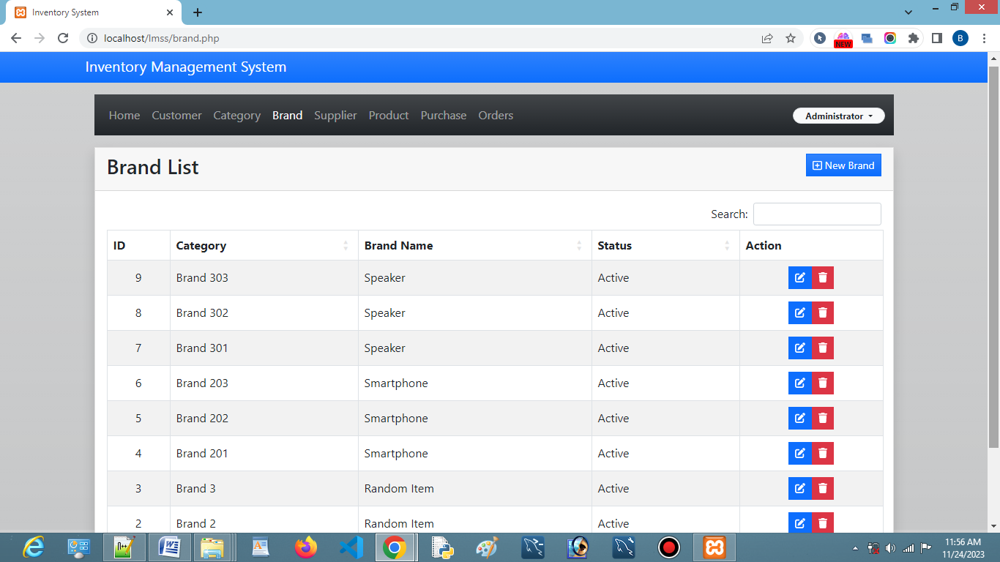 Inventory System
localhost/lmss/brand.php
NEW
B
Inventory Management System
Home Customer Category Brand Supplier Product Purchase Orders Administrator
Brand List
New Brand
Search:
ID Category Brand Name Status Action
9 Brand 303 Speaker Active
8 Brand 302 Speaker Active
7 Brand 301 Speaker Active
6 Brand 203 Smartphone Active
5 Brand 202 Smartphone Active
4 Brand 201 Smartphone Active
3 Brand 3 Random Item Active
2 Brand 2 Random Item Active
11:56 AM
11/24/2023